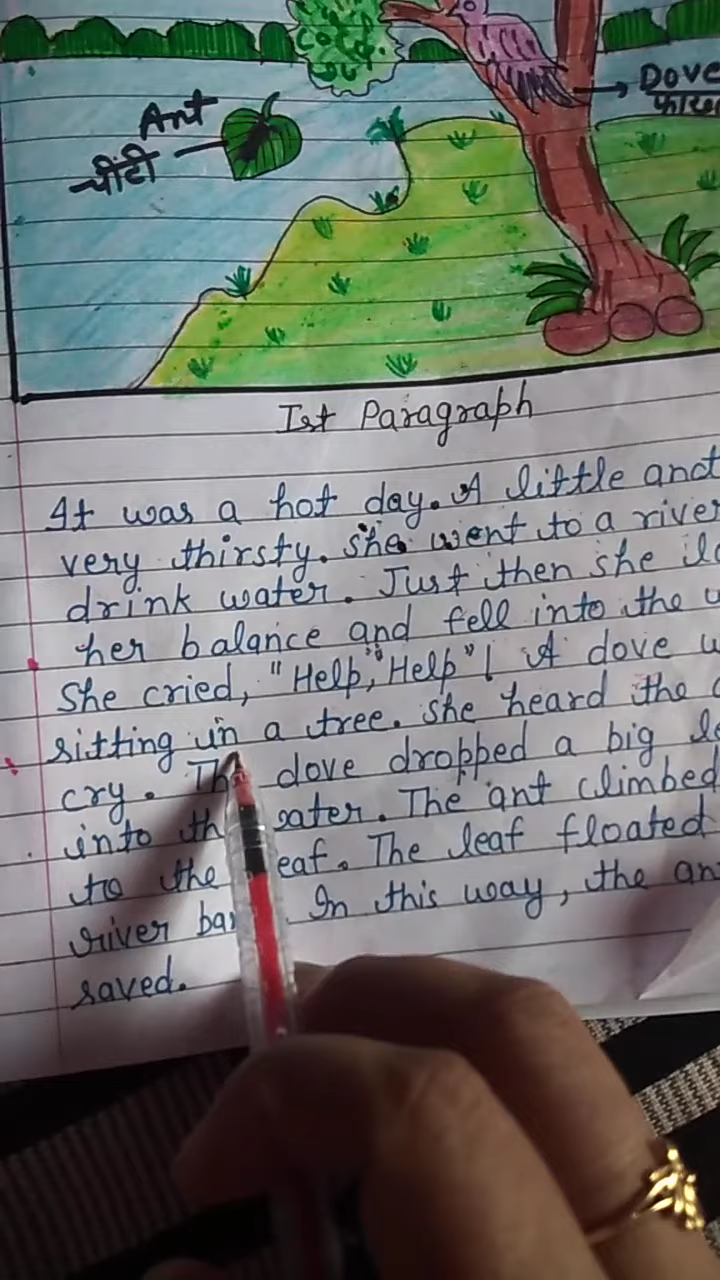 Ant
चींटी
Dove
Ist Paragraph
It was a hot day. A little ant
very thirsty. She went to a river
drink water. Just then she
her balance and fell into the
She cried, "Help," "Help"! A dove
sitting in a tree. She heard the
cry. The dove dropped a big
into the water. The ant climbed
to the leaf. The leaf floated
river In this way, the
saved.